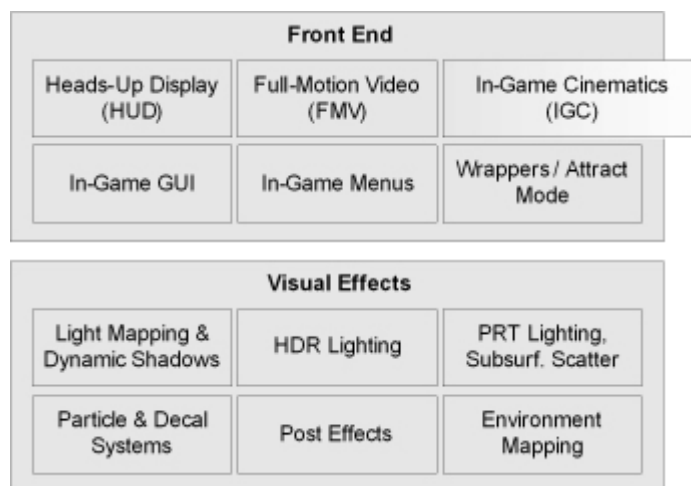 Front End
Heads-Up Display
(HUD)
Full-Motion Video
(FMV)
In-Game Cinematics
(IGC)
In-Game GUI
In-Game Menus
Wrappers / Attract
Mode
Visual Effects
Light Mapping &
Dynamic Shadows
HDR Lighting
PRT Lighting,
Subsurf. Scatter
Particle & Decal
Systems
Post Effects
Environment
Mapping